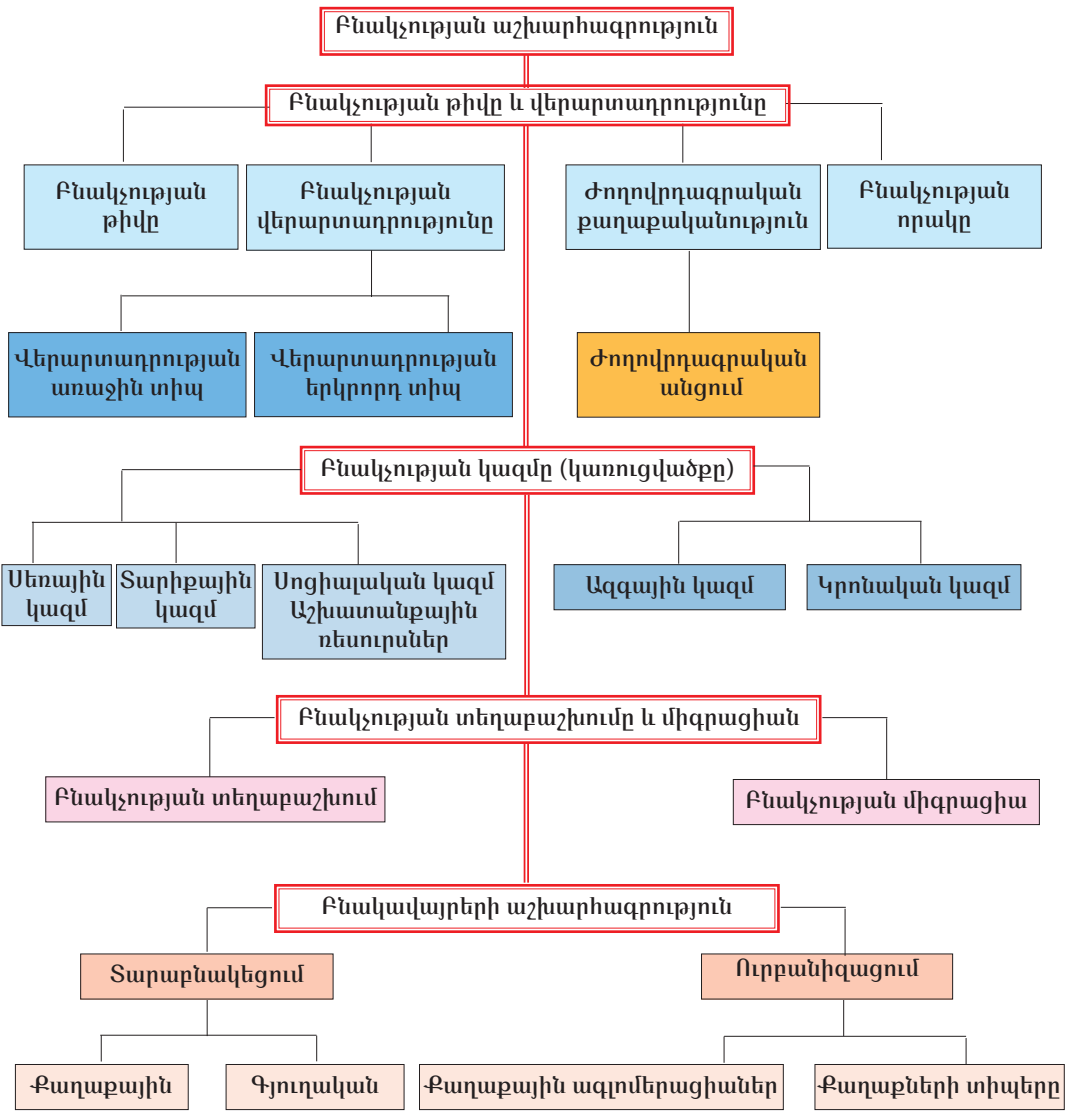 Բնակչության աշխարհագրություն
Բնակչության թիվը և վերարտադրությունը
Բնակչության
թիվը
Բնակչության
վերարտադրությունը
Ժողովրդագրական
քաղաքականություն
Բնակչության
որակը
Վերարտադրության
առաջին տիպ
Վերարտադրության
երկրորդ տիպ
Ժողովրդագրական
անցում
Բնակչության կազմը (կառուցվածքը)
Սեռային
կազմ
Տարիքային
կազմ
Սոցիալական կազմ
Աշխատանքային
ռեսուրսներ
Ազգային կազմ
Կրոնական կազմ
Բնակչության տեղաբաշխումը և միգրացիան
Բնակչության տեղաբաշխում
Բնակչության միգրացիա
Բնակավայրերի աշխարհագրություն
Տարաբնակեցում
Ուրբանիզացում
Քաղաքային
Գյուղական
Քաղաքային ագլոմերացիաներ
Քաղաքների տիպերը